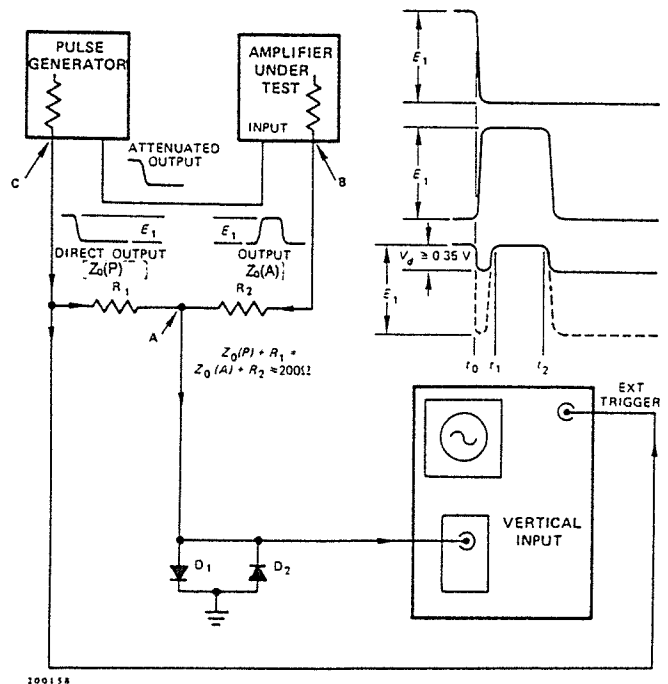 PULSE
GENERATOR
AMPLIFIER
UNDER
TEST
INPUT
ATTENUATED
OUTPUT
C
B
E1
E1
DIRECT OUTPUT
Z0(P)
E1
OUTPUT
Z0(A)
R1
R2
A
Z0(P) + R1 =
Z0(A) + R2 ≈ 200Ω
E1
E1
Vd ≅ 0.35 V
E1
t0
t1
t2
EXT
TRIGGER
VERTICAL
INPUT
D1
D2
200158